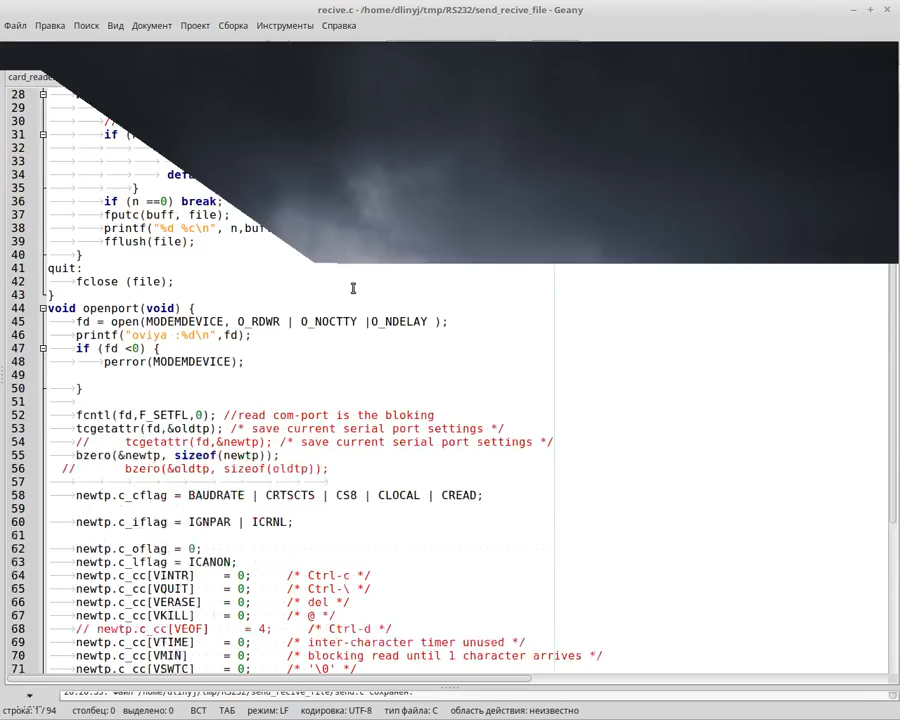 recive.c - /home/dlinyj/tmp/RS232/send_recive_file - Geany
Файл Правка Поиск Вид Документ Проект Сборка Инструменты Справка
28
29
30 //
31 if (
32
33
34
35 }
36 if (n ==0) break;
37 fputc(buff, file);
38 printf("%d %c\n", n,buf
39 fflush(file);
40 }
41 quit:
42 fclose (file);
43 }
44 void openport(void) {
45 fd = open(MODEMDEVICE, O_RDWR | O_NOCTTY |O_NDELAY );
46 printf("oviya :%d\n",fd);
47 if (fd <0) {
48 perror(MODEMDEVICE);
49
50 }
51
52 fcntl(fd,F_SETFL,0); //read com-port is the bloking
53 tcgetattr(fd,&oldtp); /* save current serial port settings */
54 // tcgetattr(fd,&newtp); /* save current serial port settings */
55 bzero(&newtp, sizeof(newtp));
56 // bzero(&oldtp, sizeof(oldtp));
57
58 newtp.c_cflag = BAUDRATE | CRTSCTS | CS8 | CLOCAL | CREAD;
59
60 newtp.c_iflag = IGNPAR | ICRNL;
61
62 newtp.c_oflag = 0;
63 newtp.c_lflag = ICANON;
64 newtp.c_cc[VINTR] = 0; /* Ctrl-c */
65 newtp.c_cc[VQUIT] = 0; /* Ctrl-\ */
66 newtp.c_cc[VERASE] = 0; /* del */
67 newtp.c_cc[VKILL] = 0; /* @ */
68 // newtp.c_cc[VEOF] = 4; /* Ctrl-d */
69 newtp.c_cc[VTIME] = 0; /* inter-character timer unused */
70 newtp.c_cc[VMIN] = 0; /* blocking read until 1 character arrives */
71 newtp.c_cc[VSWTC] = 0; /* '\0' */
строка: 1 / 94 столбец: 0 выделено: 0 ВСТ ТАБ режим: LF кодировка: UTF-8 тип файла: C область действия: неизвестно